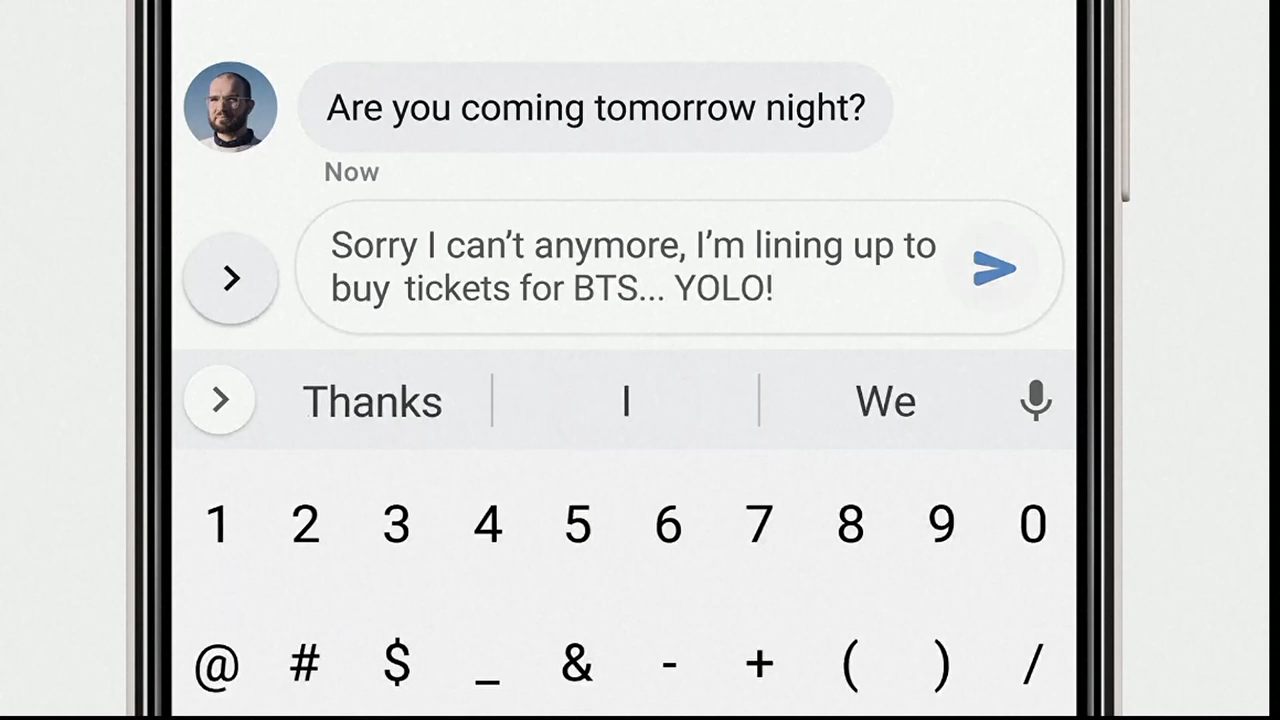 Are you coming tomorrow night?
Now
Sorry I can’t anymore, I’m lining up to
buy tickets for BTS... YOLO!
Thanks I We
1 2 3 4 5 6 7 8 9 0
@ # $ _ & - + ( ) /